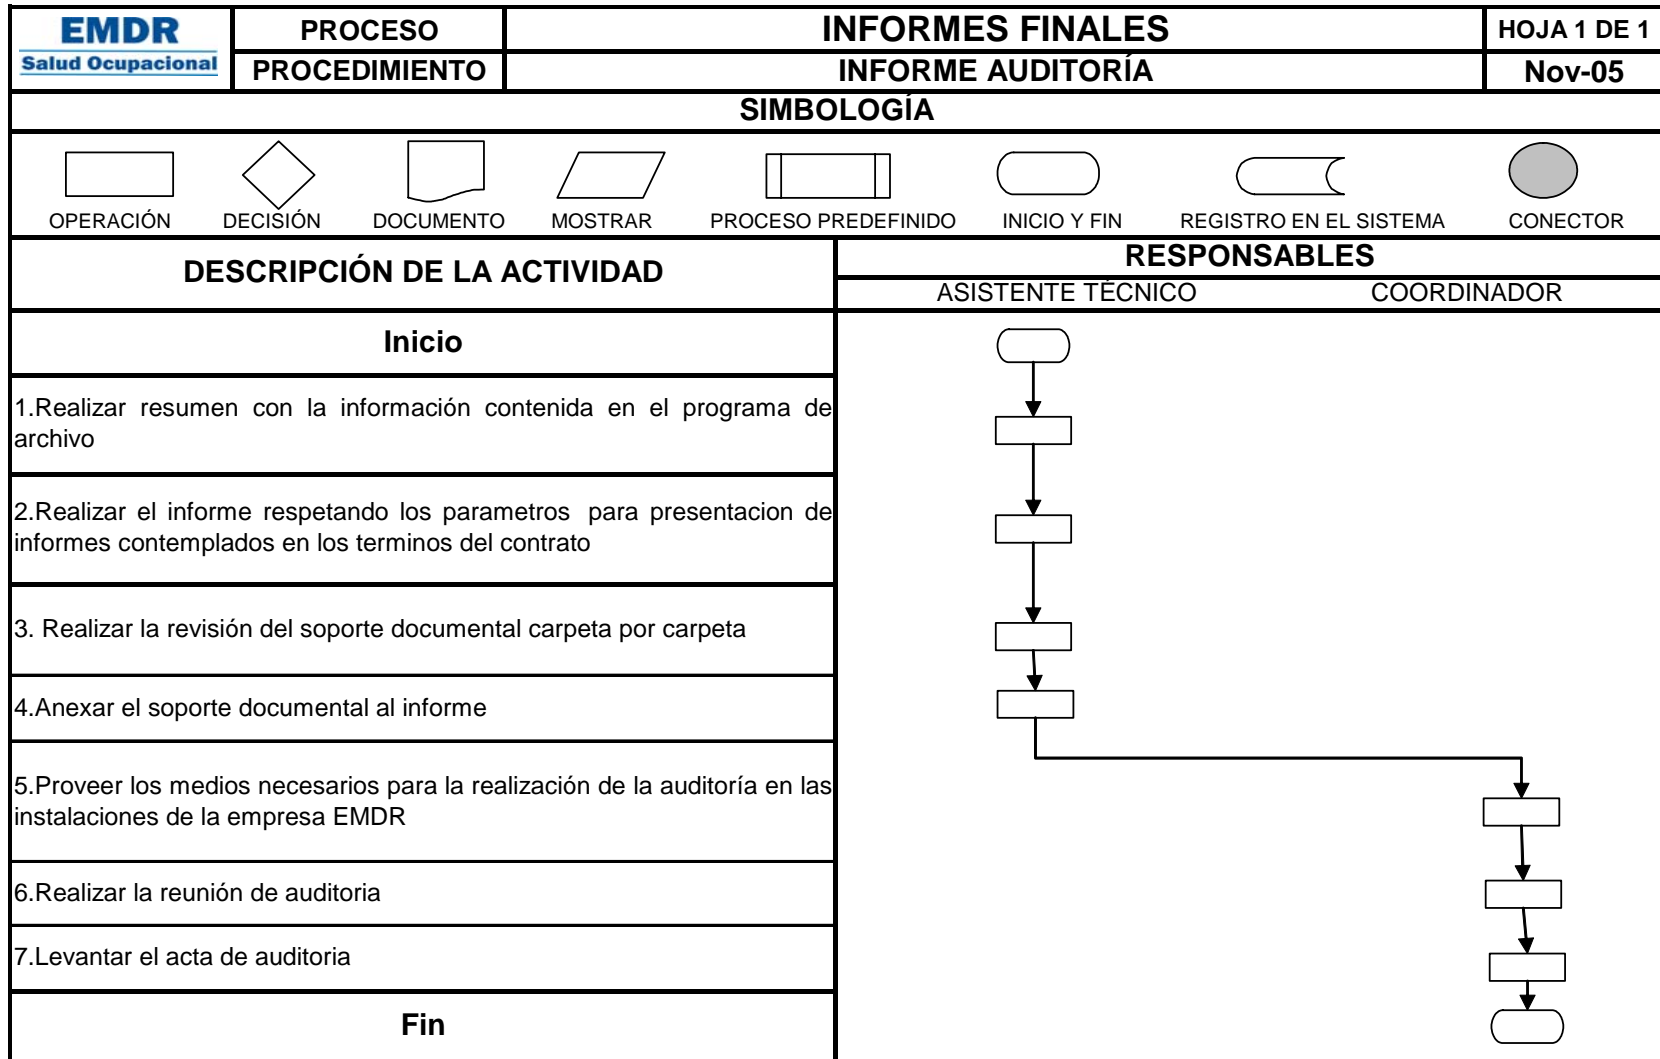 EMDR
Salud Ocupacional
PROCESO
INFORMES FINALES
HOJA 1 DE 1
PROCEDIMIENTO
INFORME AUDITORÍA
Nov-05
SIMBOLOGÍA
OPERACIÓN
DECISIÓN
DOCUMENTO
MOSTRAR
PROCESO PREDEFINIDO
INICIO Y FIN
REGISTRO EN EL SISTEMA
CONECTOR
DESCRIPCIÓN DE LA ACTIVIDAD
RESPONSABLES
ASISTENTE TÉCNICO
COORDINADOR
Inicio
1.Realizar resumen con la información contenida en el programa de
archivo
2.Realizar el informe respetando los parametros para presentacion de
informes contemplados en los terminos del contrato
3. Realizar la revisión del soporte documental carpeta por carpeta
4.Anexar el soporte documental al informe
5.Proveer los medios necesarios para la realización de la auditoría en las
instalaciones de la empresa EMDR
6.Realizar la reunión de auditoria
7.Levantar el acta de auditoria
Fin